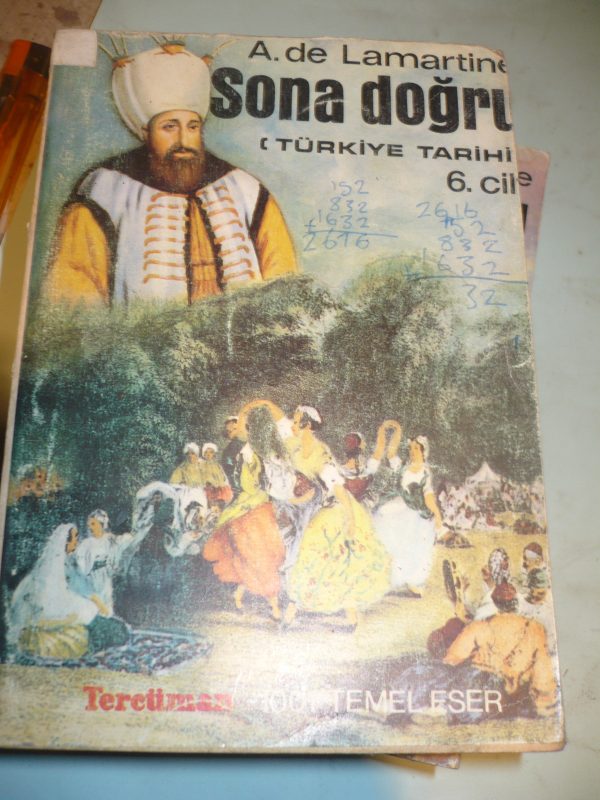 A. de Lamartine
Sona doğru
(TÜRKİYE TARİHİ
6. cilt
152
832
+1632
2616
2616
152
832
+1632
32
Tercüman 1001 TEMEL ESER